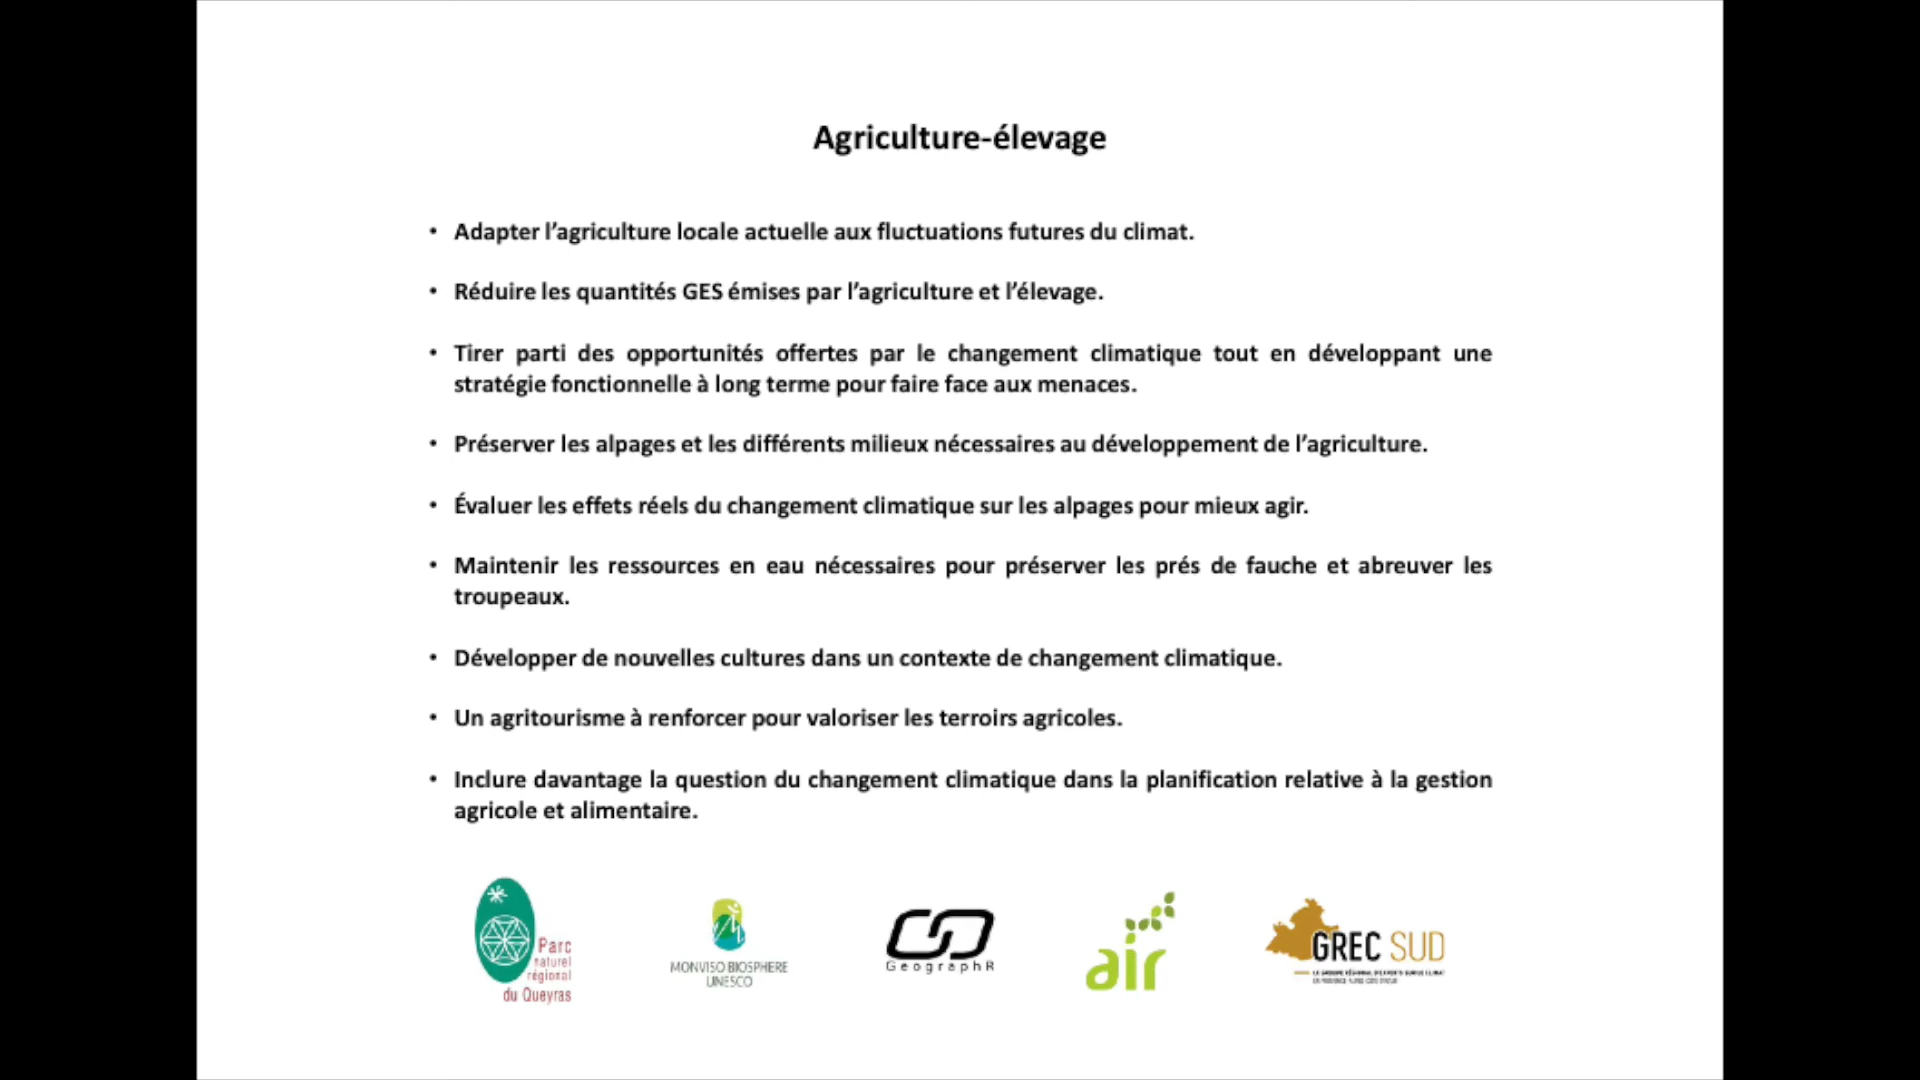 Agriculture-élevage
• Adapter l’agriculture locale actuelle aux fluctuations futures du climat.
• Réduire les quantités GES émises par l’agriculture et l’élevage.
• Tirer parti des opportunités offertes par le changement climatique tout en développant une
stratégie fonctionnelle à long terme pour faire face aux menaces.
• Préserver les alpages et les différents milieux nécessaires au développement de l’agriculture.
• Évaluer les effets réels du changement climatique sur les alpages pour mieux agir.
• Maintenir les ressources en eau nécessaires pour préserver les prés de fauche et abreuver les
troupeaux.
• Développer de nouvelles cultures dans un contexte de changement climatique.
• Un agritourisme à renforcer pour valoriser les terroirs agricoles.
• Inclure davantage la question du changement climatique dans la planification relative à la gestion
agricole et alimentaire.
Parc
naturel
régional
du Queyras
MONVISO BIOSPHERE
UNESCO
GeographR
air
GREC SUD